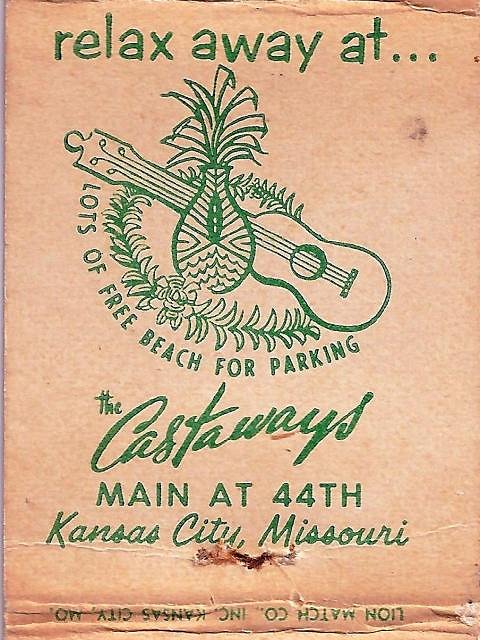 relax away at...
LOTS OF FREE BEACH FOR PARKING
the
Castaways
MAIN AT 44TH
Kansas City, Missouri
LION MATCH CO. INC. KANSAS CITY, MO.